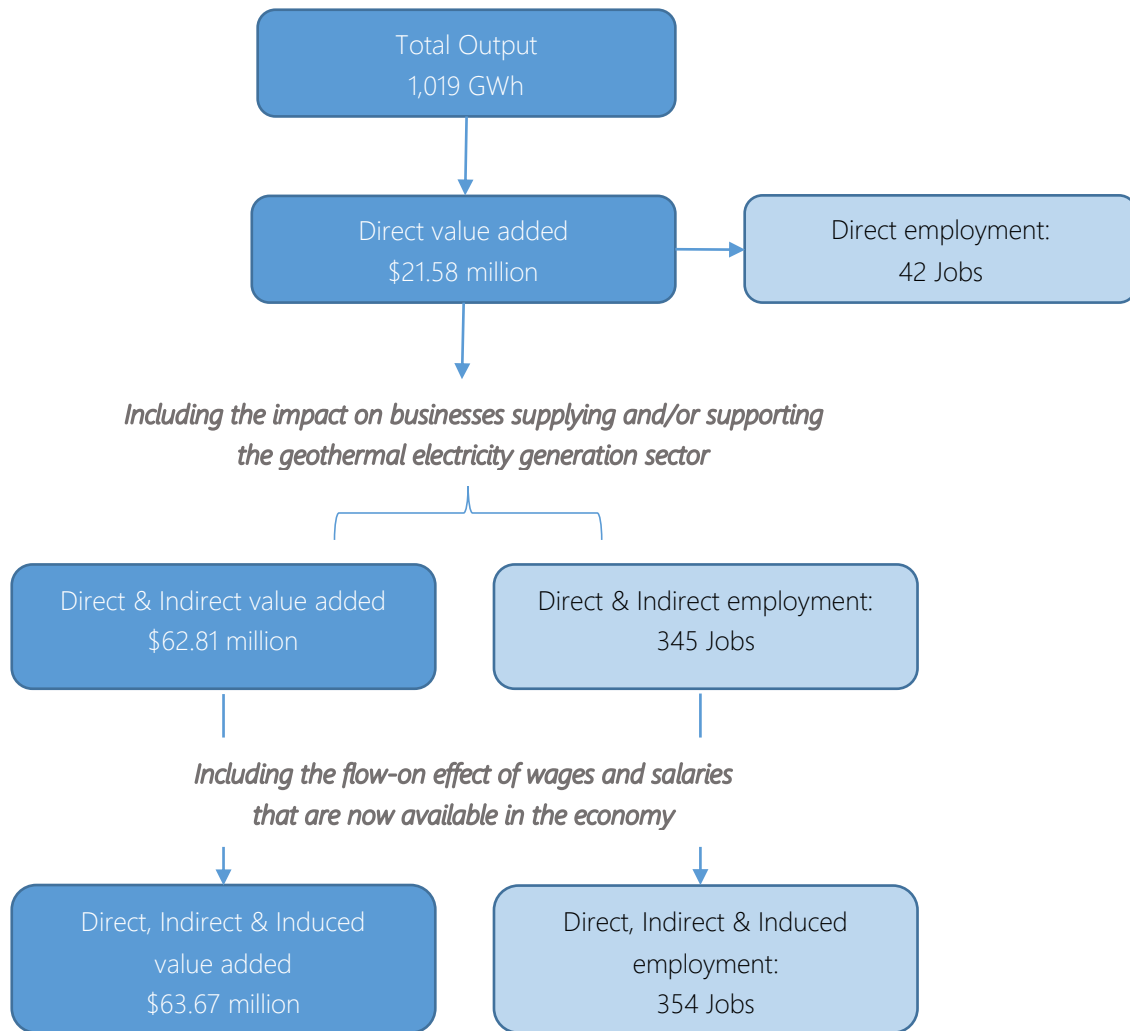 Total Output
1,019 GWh
Direct value added
$21.58 million
Direct employment:
42 Jobs
Including the impact on businesses supplying and/or supporting
the geothermal electricity generation sector
Direct & Indirect value added
$62.81 million
Direct & Indirect employment:
345 Jobs
Including the flow-on effect of wages and salaries
that are now available in the economy
Direct, Indirect & Induced
value added
$63.67 million
Direct, Indirect & Induced
employment:
354 Jobs